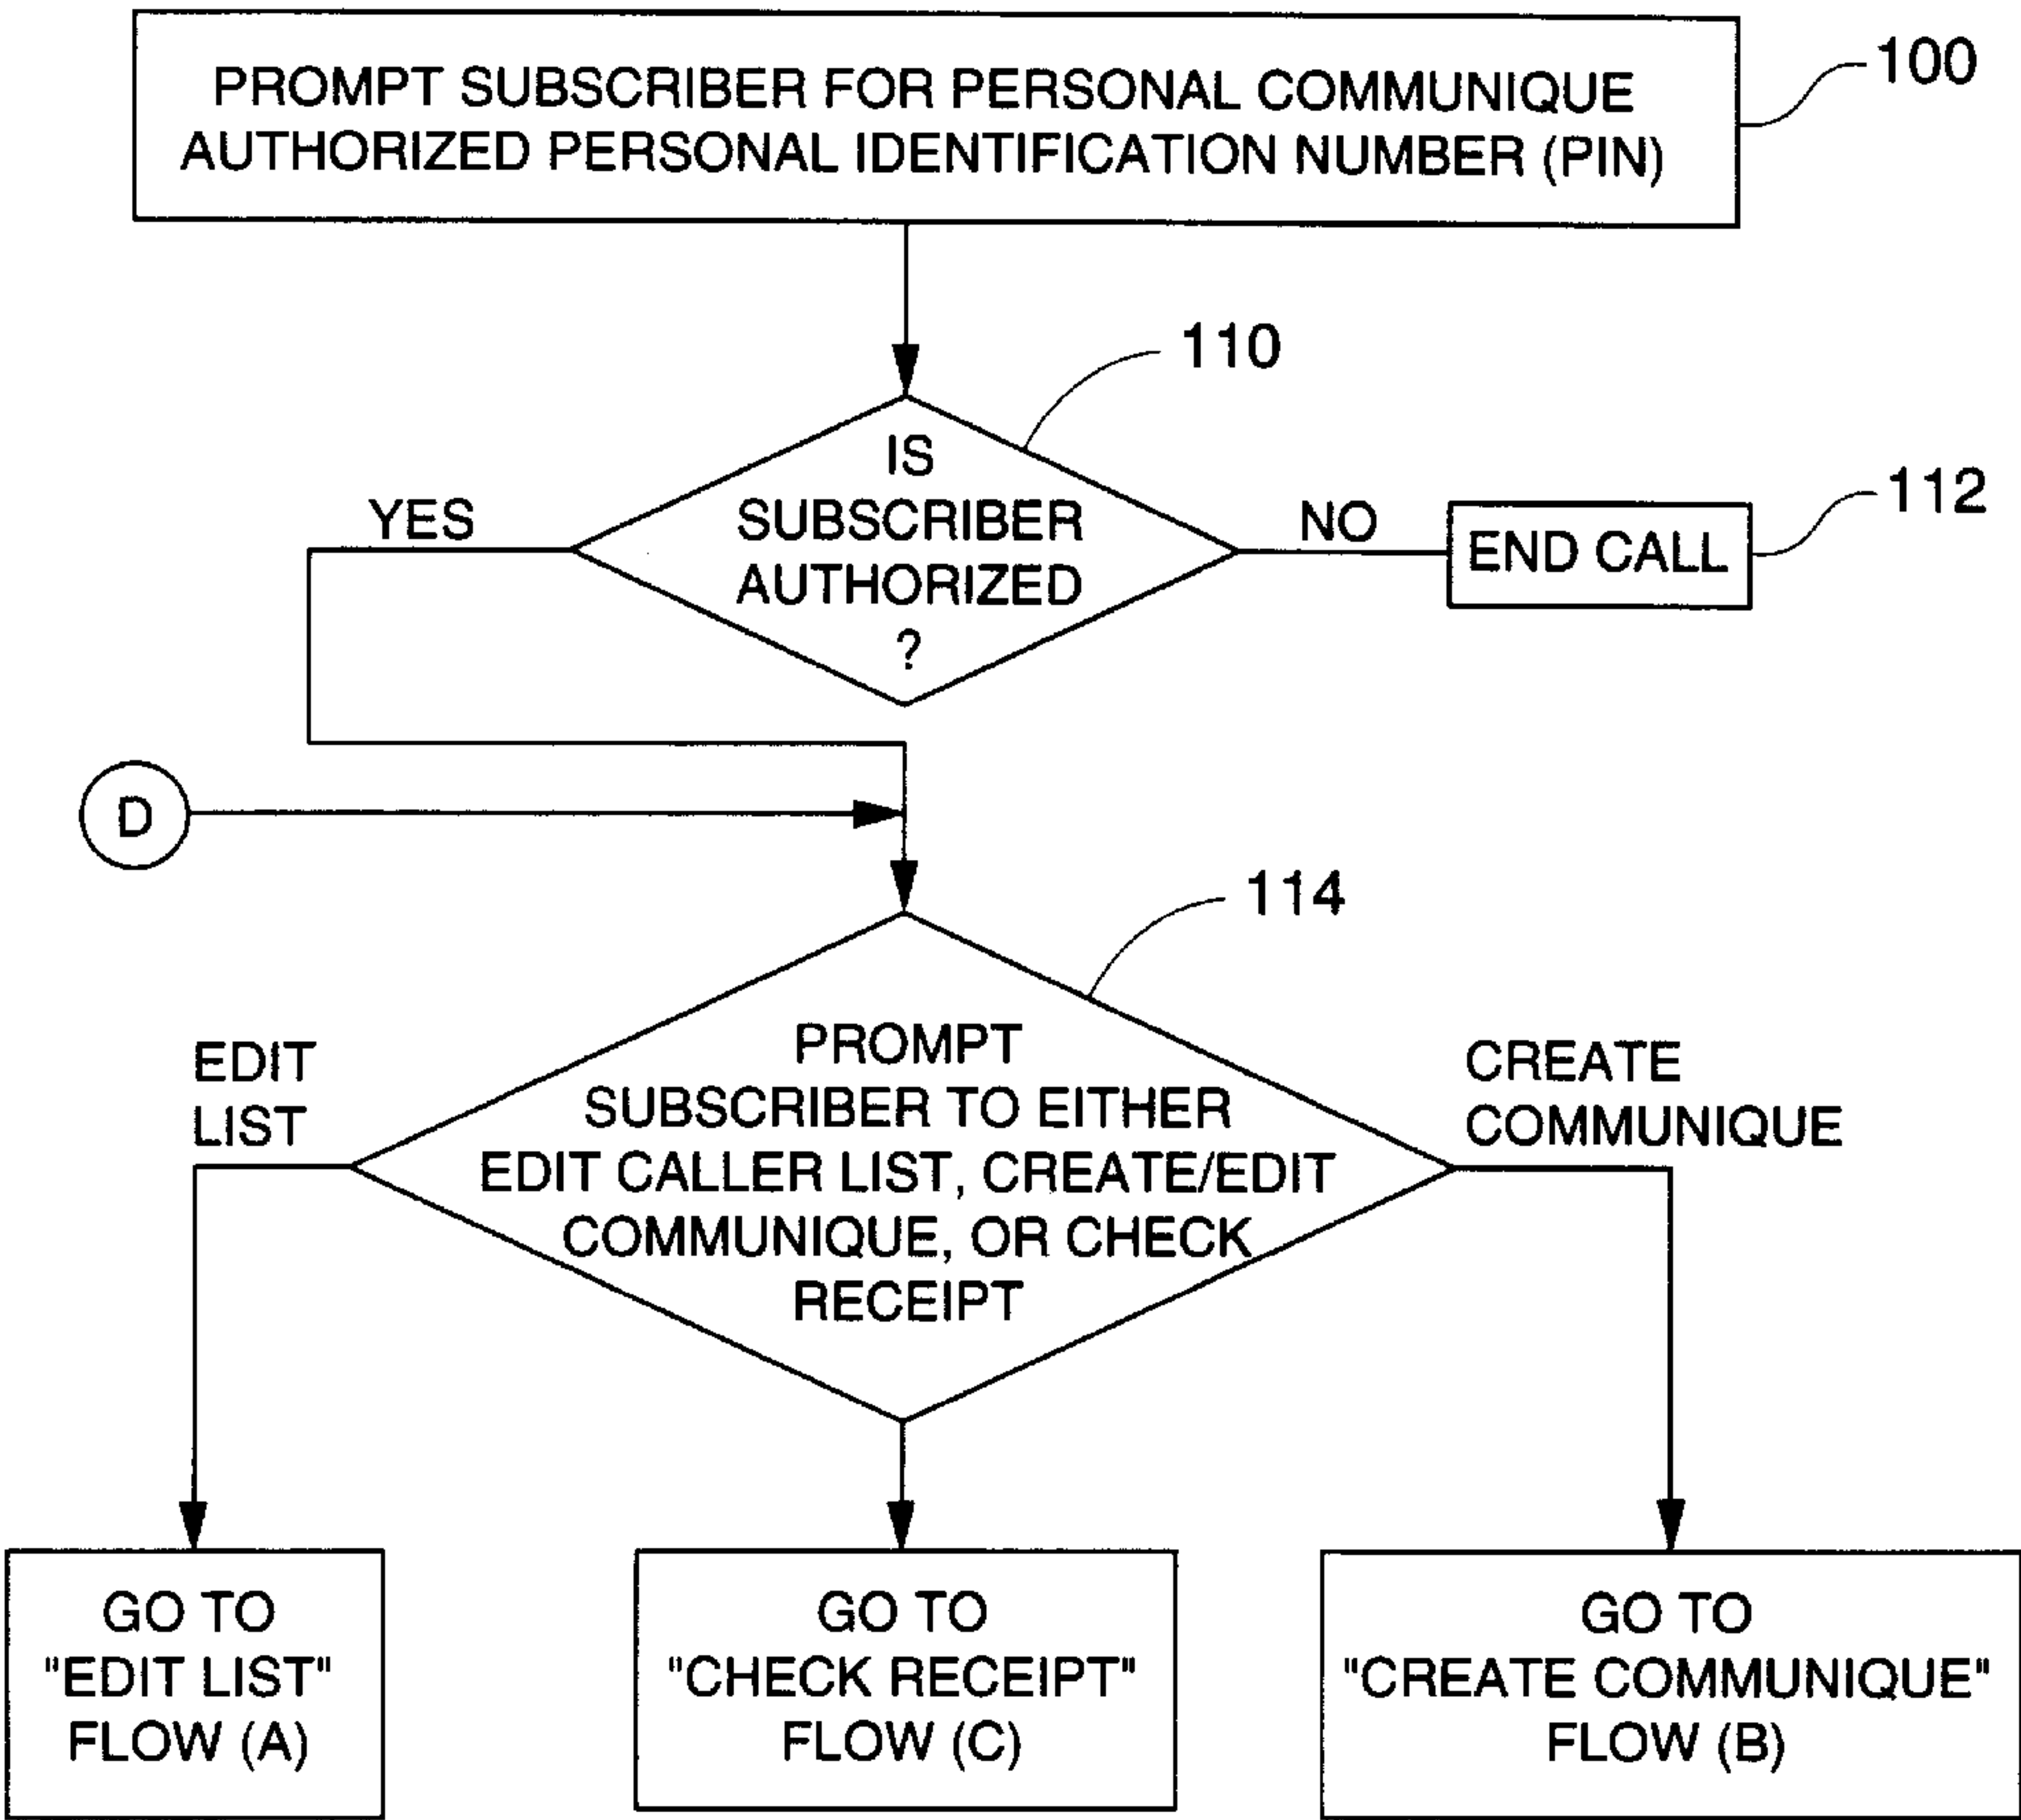 PROMPT SUBSCRIBER FOR PERSONAL COMMUNIQUE
AUTHORIZED PERSONAL IDENTIFICATION NUMBER (PIN)
100
110
IS
SUBSCRIBER
AUTHORIZED
?
YES
NO
END CALL
112
D
114
PROMPT
SUBSCRIBER TO EITHER
EDIT CALLER LIST, CREATE/EDIT
COMMUNIQUE, OR CHECK
RECEIPT
EDIT
LIST
CREATE
COMMUNIQUE
GO TO
"EDIT LIST"
FLOW (A)
GO TO
"CHECK RECEIPT"
FLOW (C)
GO TO
"CREATE COMMUNIQUE"
FLOW (B)